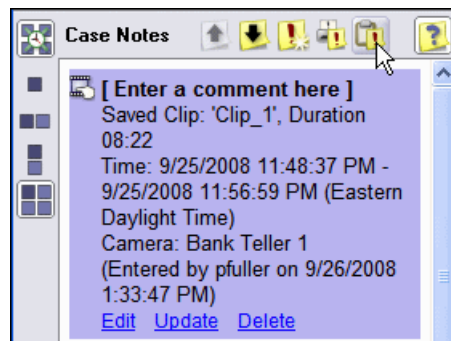 Case Notes
[ Enter a comment here ]
Saved Clip: 'Clip_1', Duration
08:22
Time: 9/25/2008 11:48:37 PM -
9/25/2008 11:56:59 PM (Eastern
Daylight Time)
Camera: Bank Teller 1
(Entered by pfuller on 9/26/2008
1:33:47 PM)
Edit Update Delete